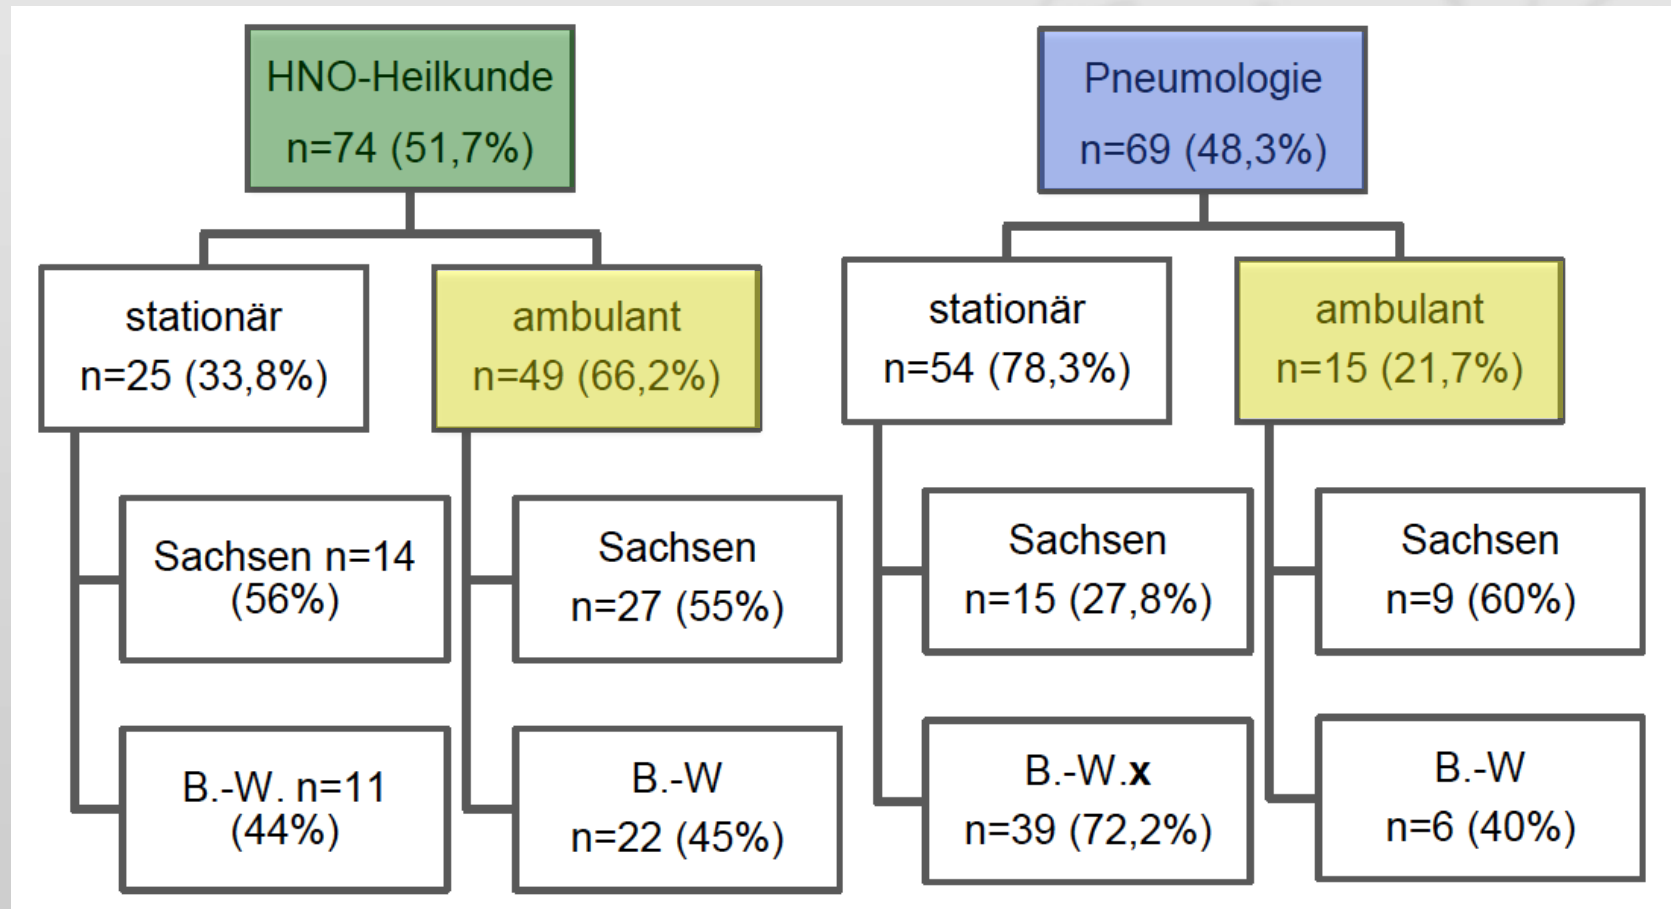 HNO-Heilkunde
n=74 (51,7%)
stationär
n=25 (33,8%)
Sachsen n=14
(56%)
B.-W. n=11
(44%)
ambulant
n=49 (66,2%)
Sachsen
n=27 (55%)
B.-W
n=22 (45%)
Pneumologie
n=69 (48,3%)
stationär
n=54 (78,3%)
Sachsen
n=15 (27,8%)
B.-W.x
n=39 (72,2%)
ambulant
n=15 (21,7%)
Sachsen
n=9 (60%)
B.-W
n=6 (40%)